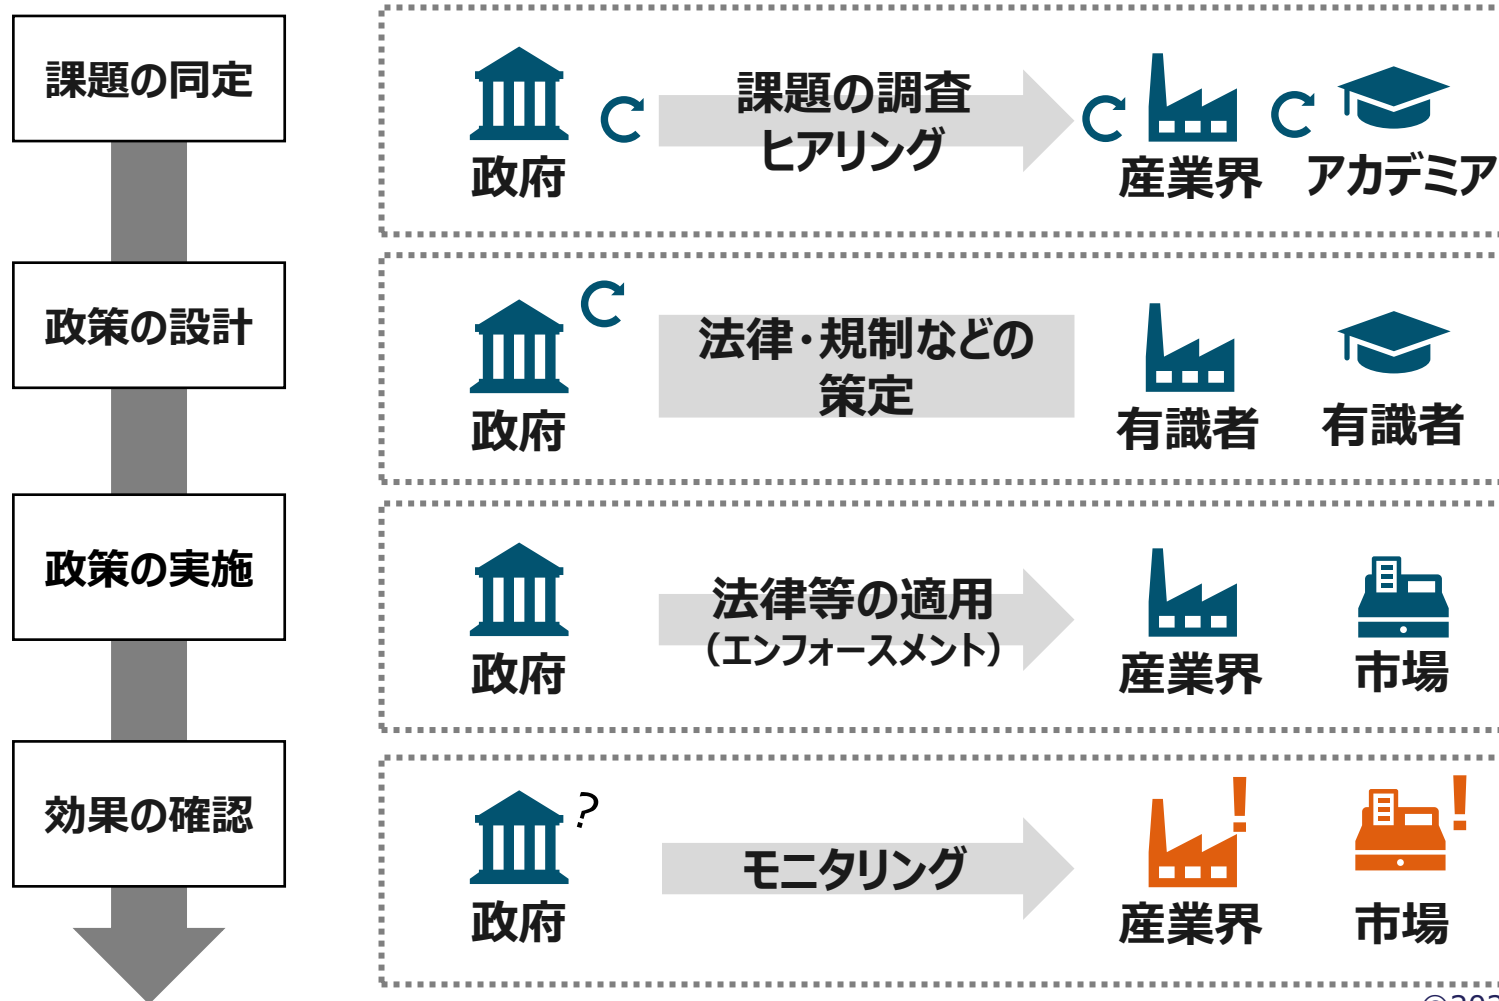 課題の同定
課題の調査
ヒアリング
政府
産業界
アカデミア
政策の設計
法律・規制などの
策定
政府
有識者
有識者
政策の実施
法律等の適用
（エンフォースメント）
政府
産業界
市場
効果の確認
?
!
!
モニタリング
政府
産業界
市場